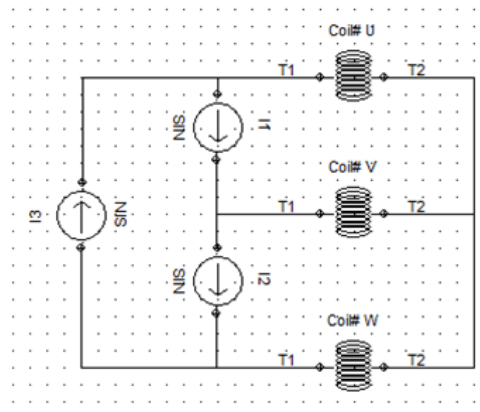 Coil# U
T1 T2
SIN I1
Coil# V
I3 SIN T1 T2
SIN I2
Coil# W
T1 T2